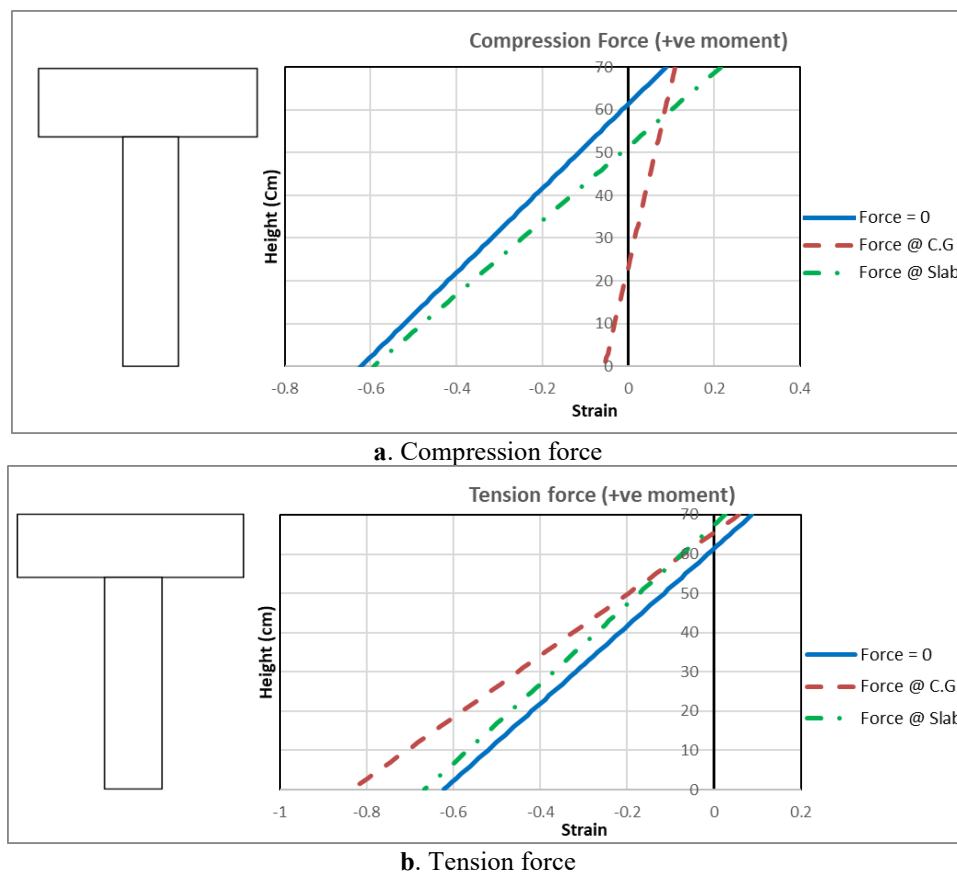 Compression Force (+ve moment)
Height (Cm)
70
60
50
40
30
20
10
0
-0.8 -0.6 -0.4 -0.2 0 0.2 0.4
Strain
Force = 0
Force @ C.G
Force @ Slab
a. Compression force
Tension force (+ve moment)
Height (cm)
70
60
50
40
30
20
10
0
-1 -0.8 -0.6 -0.4 -0.2 0 0.2
Strain
Force = 0
Force @ C.G
Force @ Slab
b. Tension force